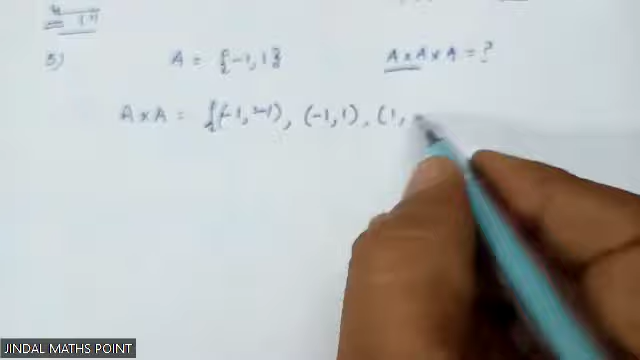 5) A = {-1, 1} A × A × A = ?
A × A = {(-1, -1), (-1, 1), (1,
JINDAL MATHS POINT